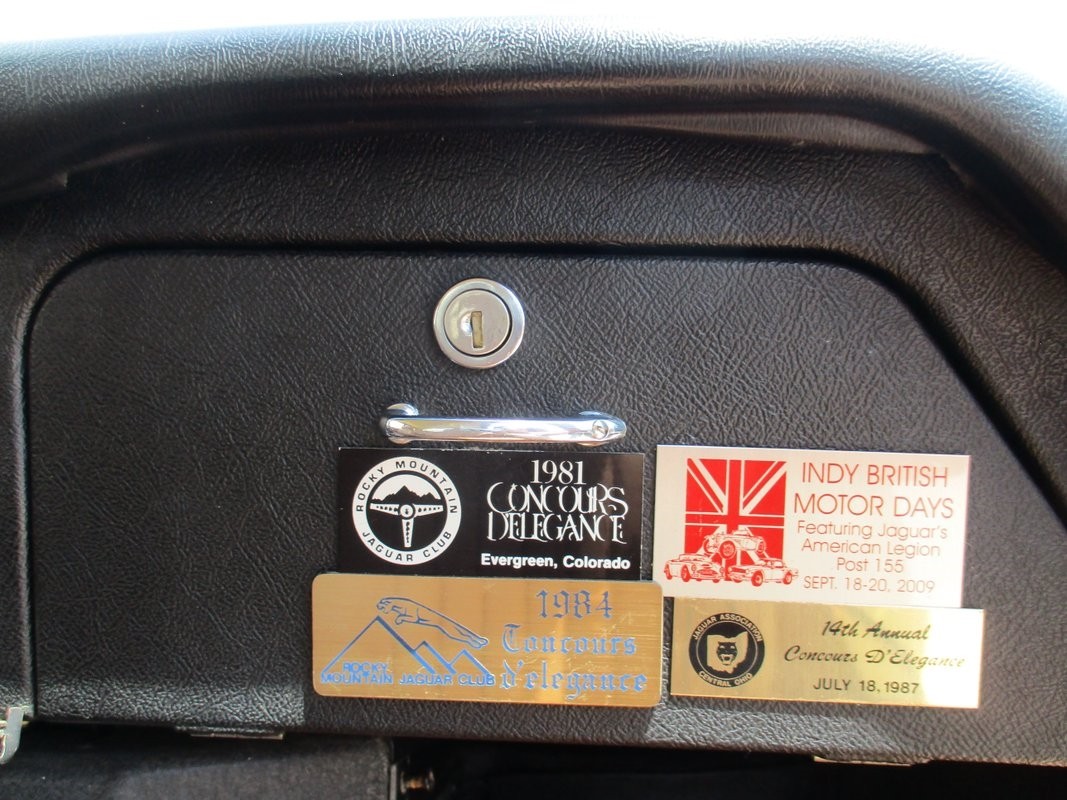 ROCKY MOUNTAIN
JAGUAR CLUB
1981
CONCOURS
D'ELEGANCE
Evergreen, Colorado
INDY BRITISH
MOTOR DAYS
Featuring Jaguar's
American Legion
Post 155
SEPT. 18-20, 2009
1984
Concours
d'elegance
ROCKY
MOUNTAIN JAGUAR CLUB
JAGUAR ASSOCIATION
CENTRAL OHIO
14th Annual
Concours D'Elegance
JULY 18, 1987